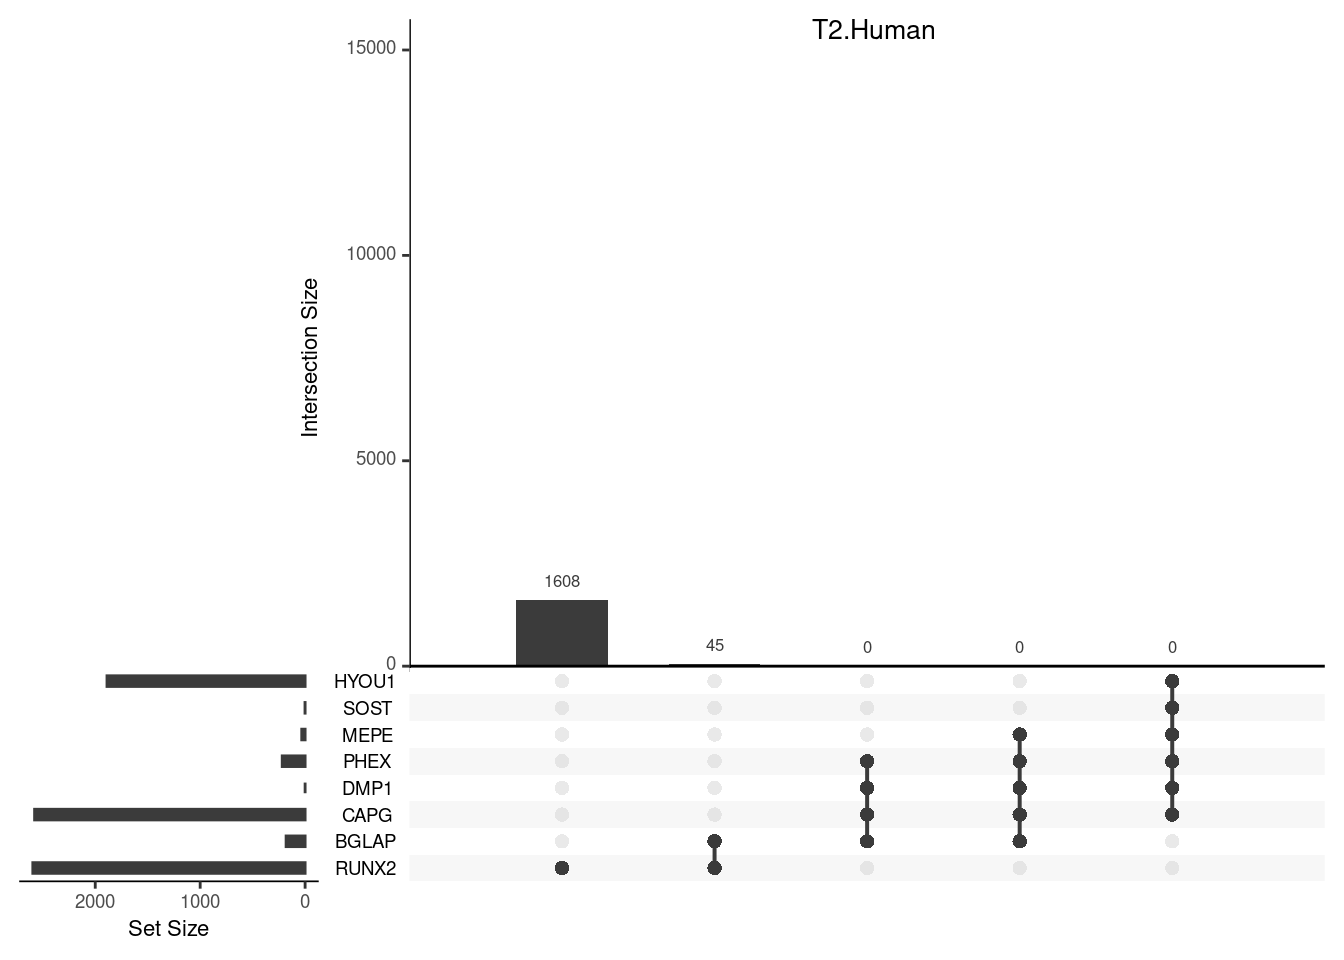 T2.Human
15000
10000
5000
0
Intersection Size
1608
45
0
0
0
HYOU1
SOST
MEPE
PHEX
DMP1
CAPG
BGLAP
RUNX2
2000 1000 0
Set Size